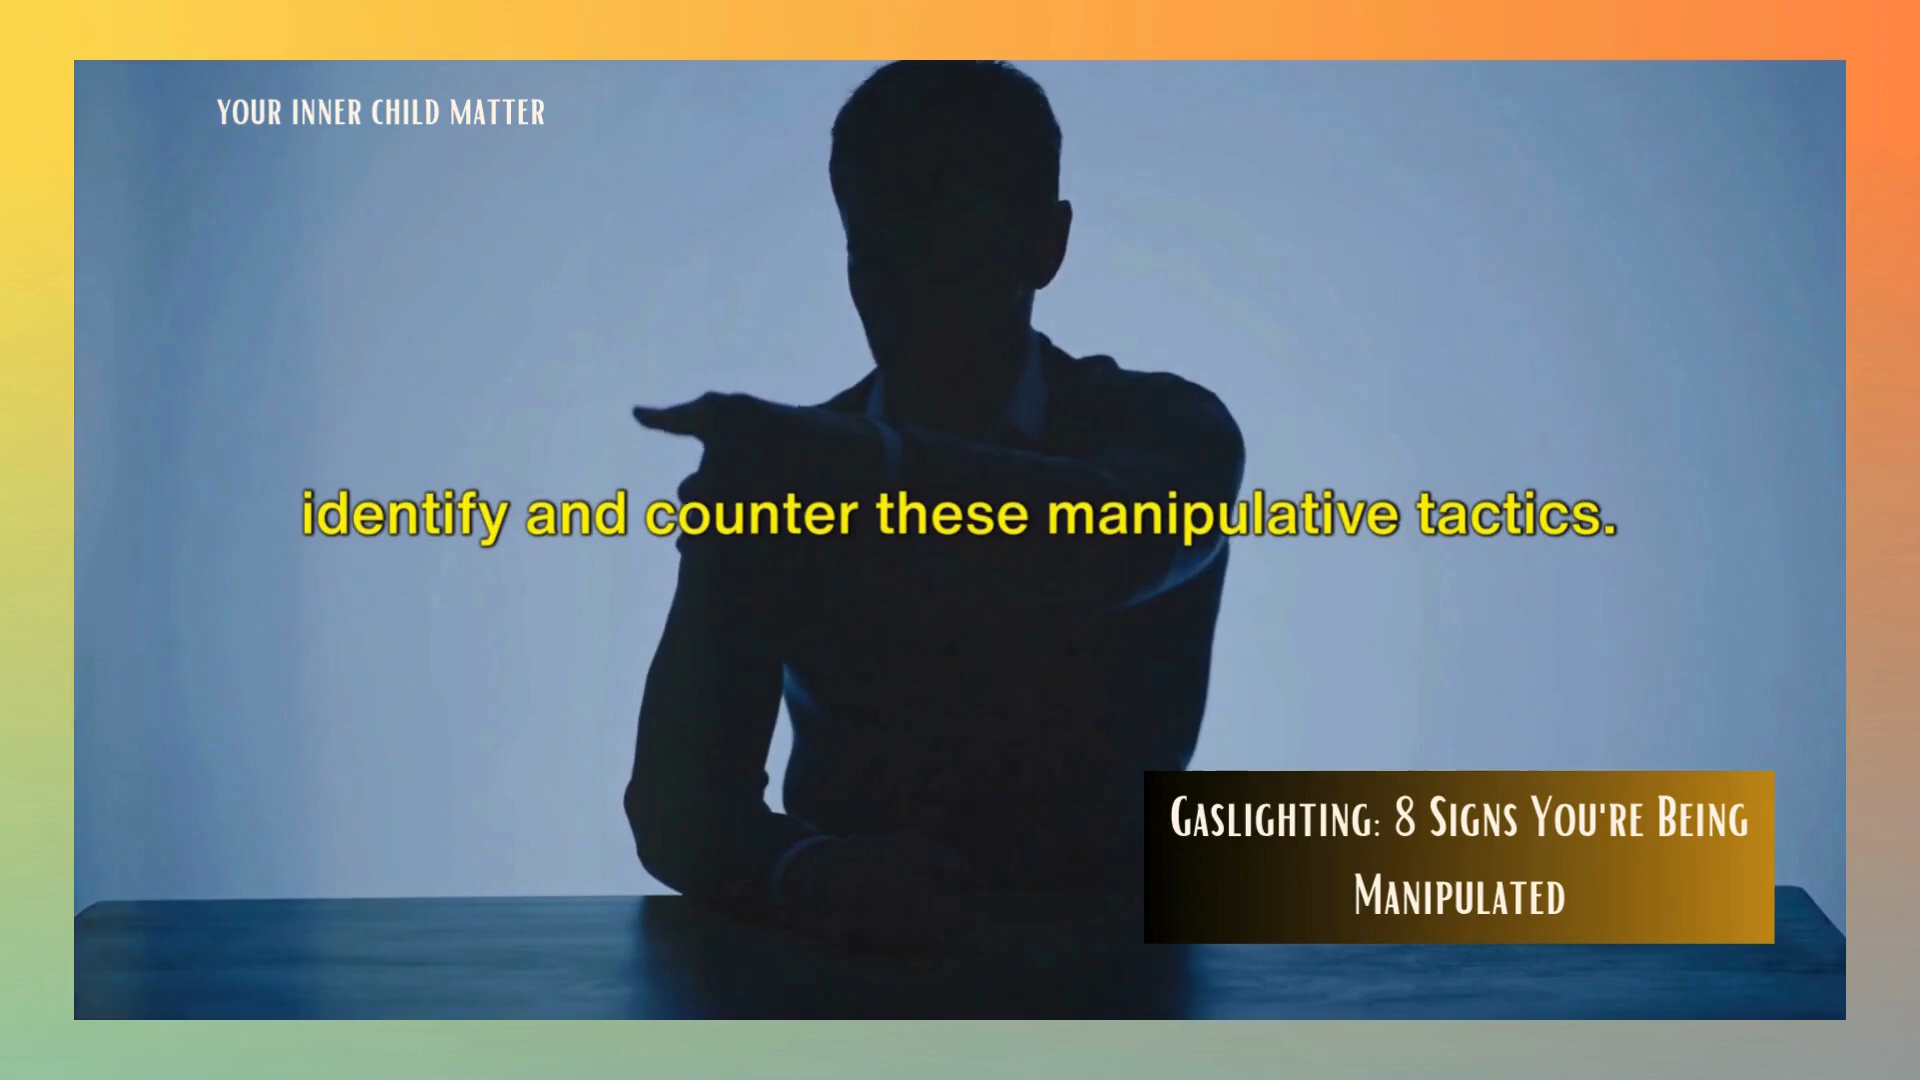 YOUR INNER CHILD MATTER
identify and counter these manipulative tactics.
Gaslighting: 8 Signs You're Being
Manipulated